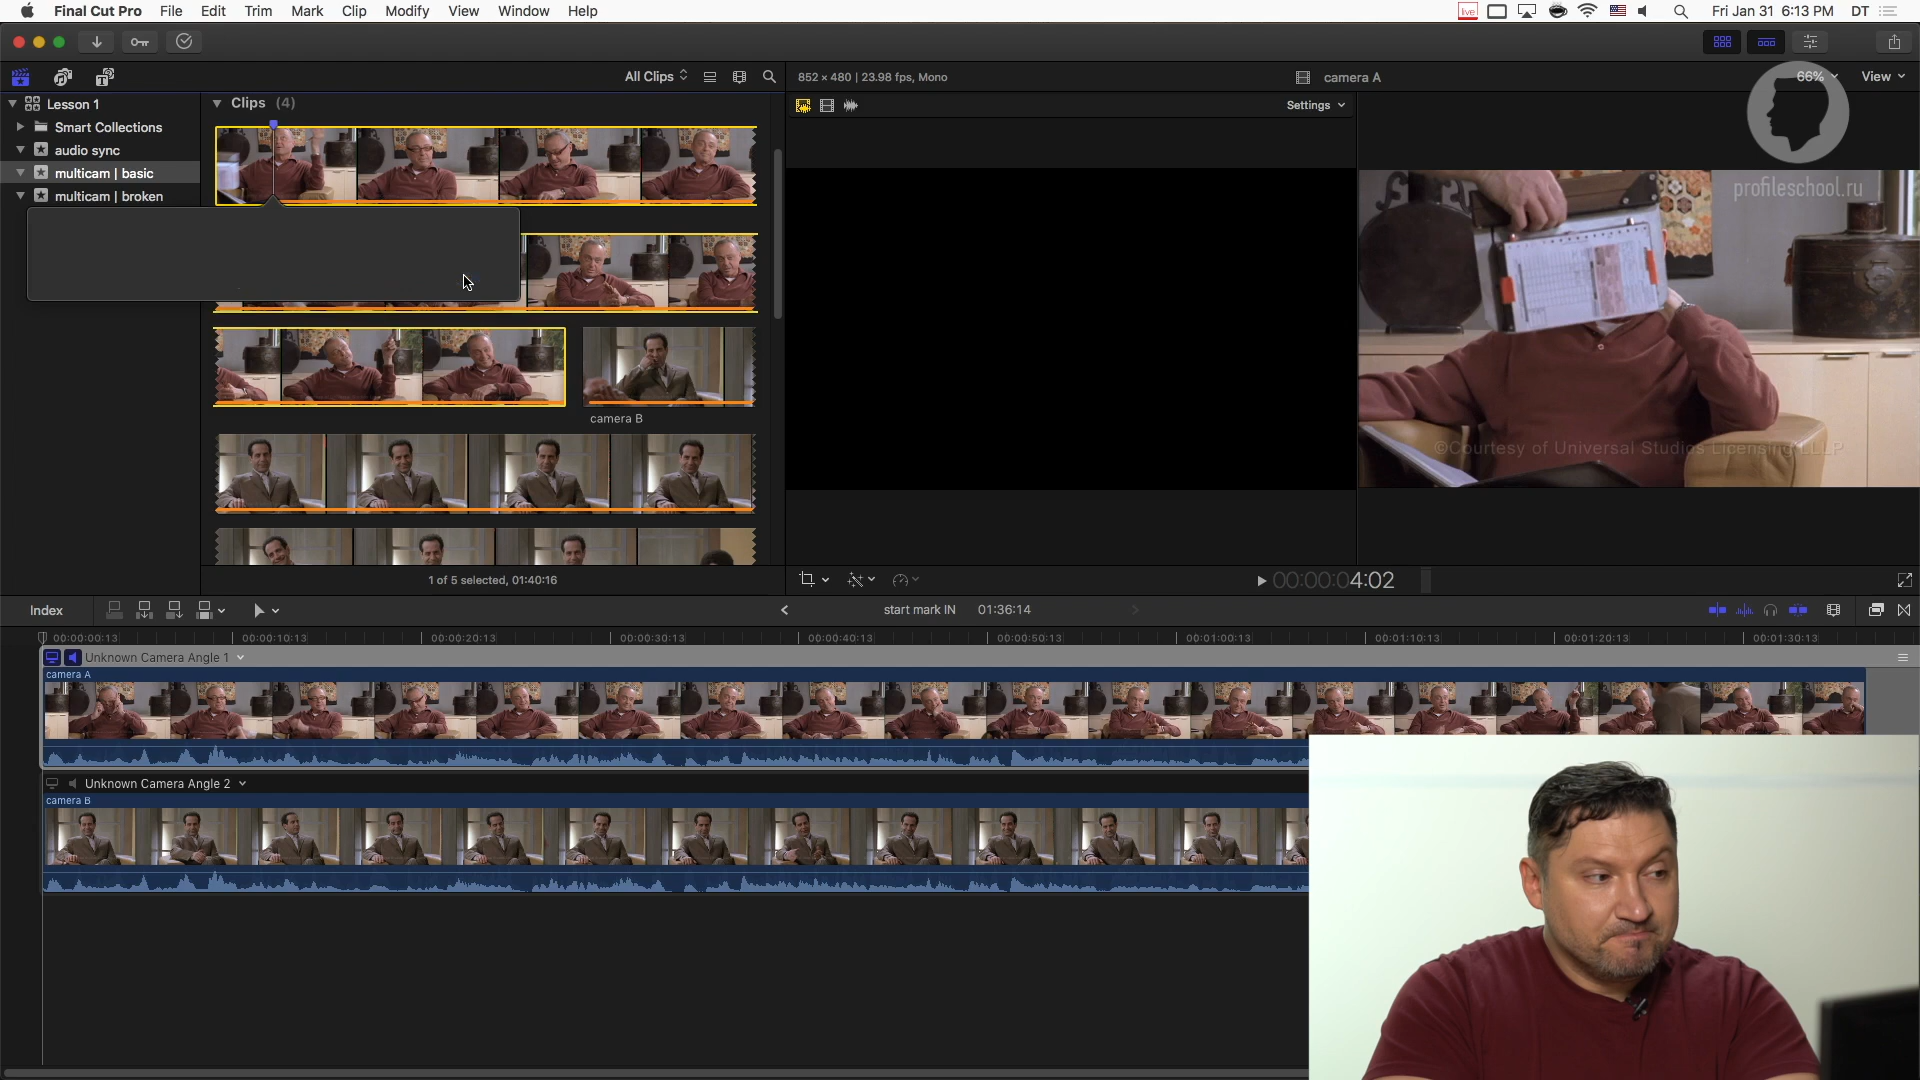 Final Cut Pro File Edit Trim Mark Clip Modify View Window Help
live Fri Jan 31 6:13 PM DT
All Clips
852 × 480 | 23.98 fps, Mono
camera A
66% View
Lesson 1
Smart Collections
audio sync
multicam | basic
multicam | broken
Clips (4)
Settings
profileschool.ru
camera B
©Courtesy of Universal Studios Licensing LLLP
1 of 5 selected, 01:40:16
00:00:04:02
Index
start mark IN 01:36:14
00:00:00:13 00:00:10:13 00:00:20:13 00:00:30:13 00:00:40:13 00:00:50:13 00:01:00:13 00:01:10:13 00:01:20:13 00:01:30:13
Unknown Camera Angle 1
camera A
Unknown Camera Angle 2
camera B